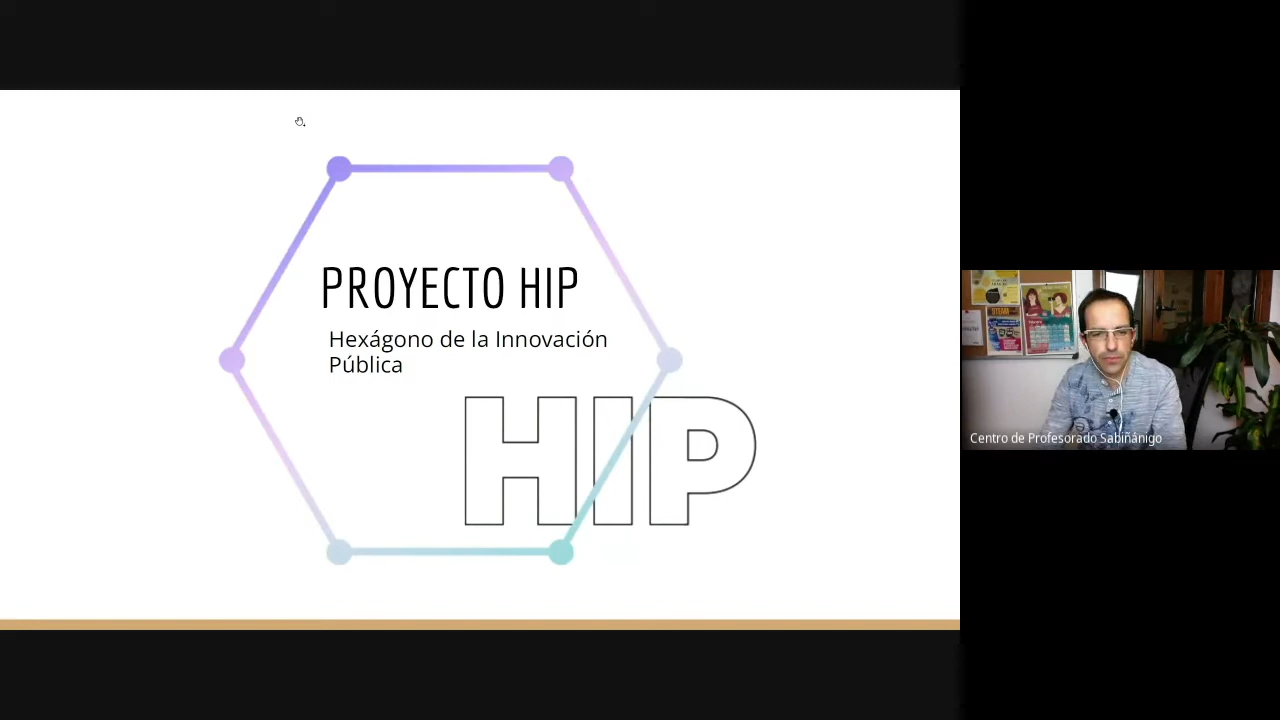 PROYECTO HIP
Hexágono de la Innovación
Pública
HIP
Centro de Profesorado Sabiñánigo